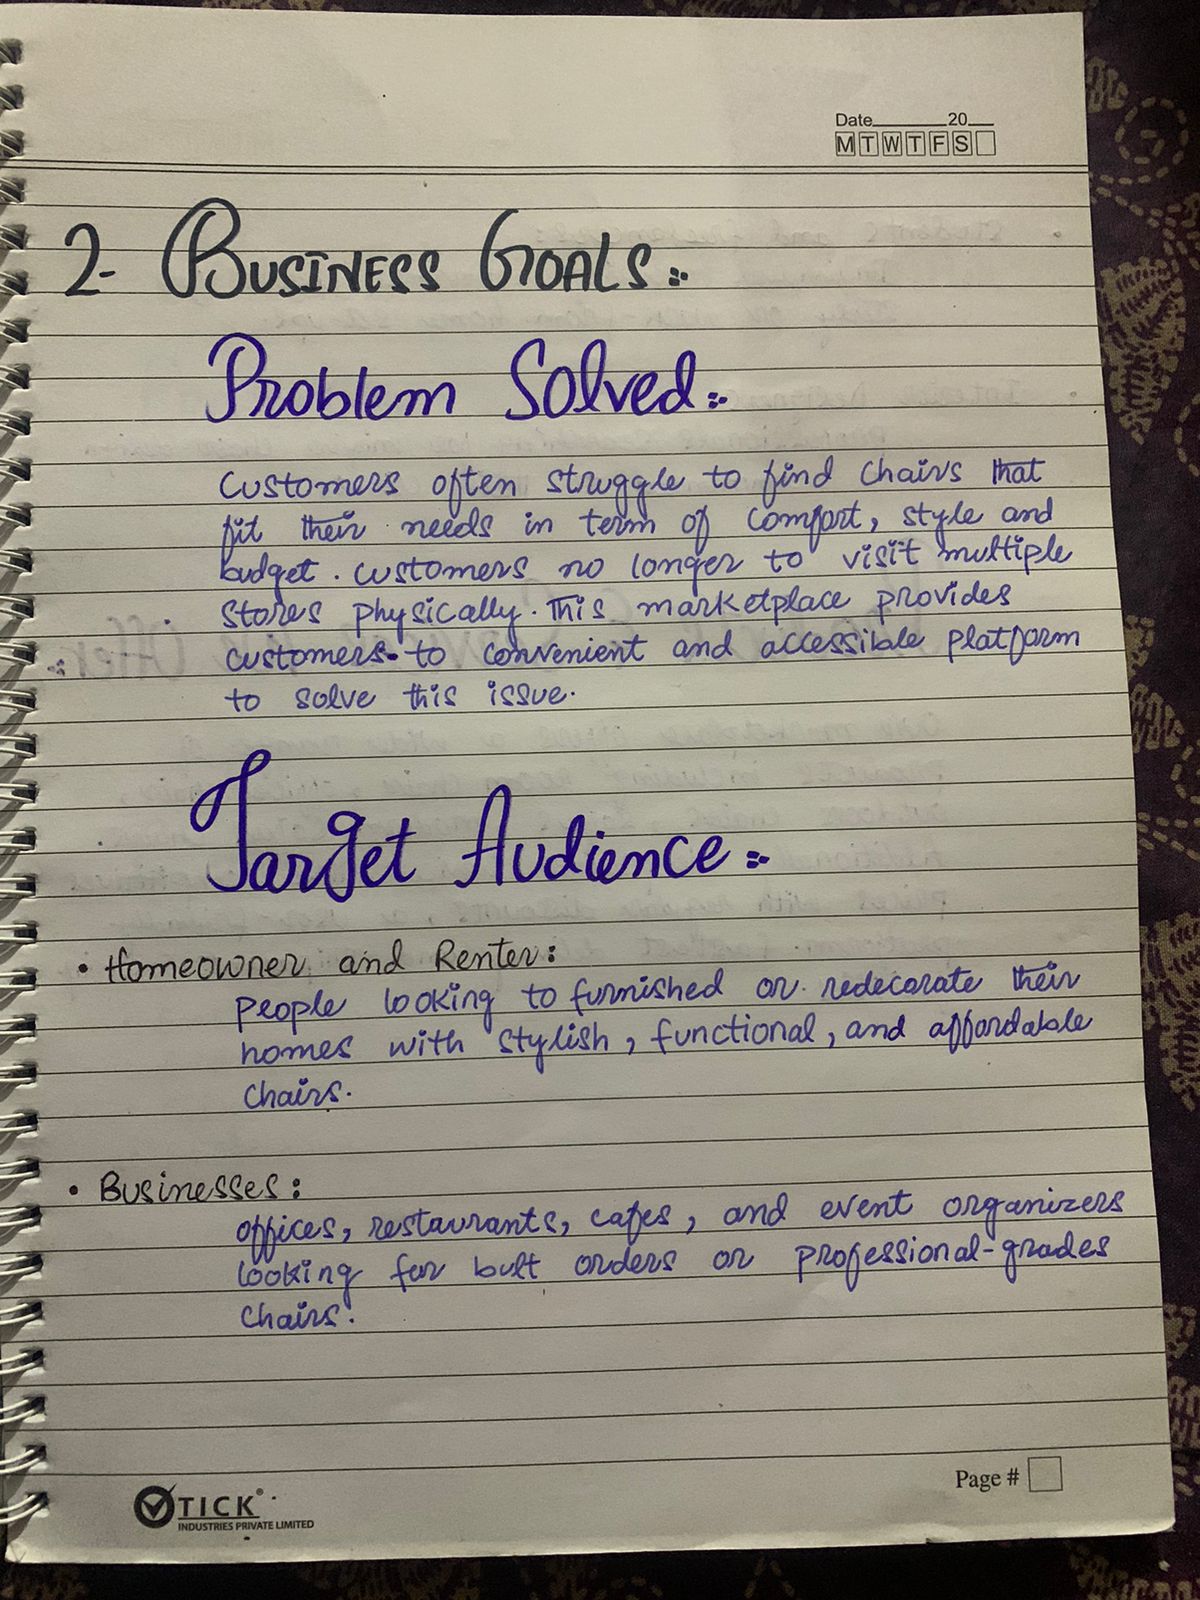 Date________20___
M T W T F S
2- BUSINESS GOALS :-
Problem Solved :-
Customers often struggle to find chairs that
fit their needs in term of comfort, style and
budget. customers no longer to visit multiple
stores physically. This marketplace provides
customers to convenient and accessible platform
to solve this issue.
Target Audience :-
• Homeowner and Renter :
people looking to furnished or redecorate their
homes with stylish, functional, and affordable
chairs.
• Businesses :
offices, restaurants, cafes, and event organizers
looking for bult orders or professional-grades
chairs.
Page #
TICK®
INDUSTRIES PRIVATE LIMITED